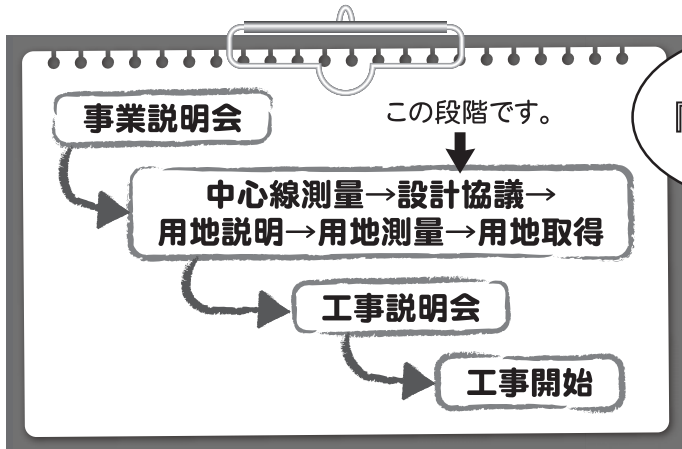 事業説明会
この段階です。
中心線測量→設計協議→
用地説明→用地測量→用地取得
工事説明会
工事開始